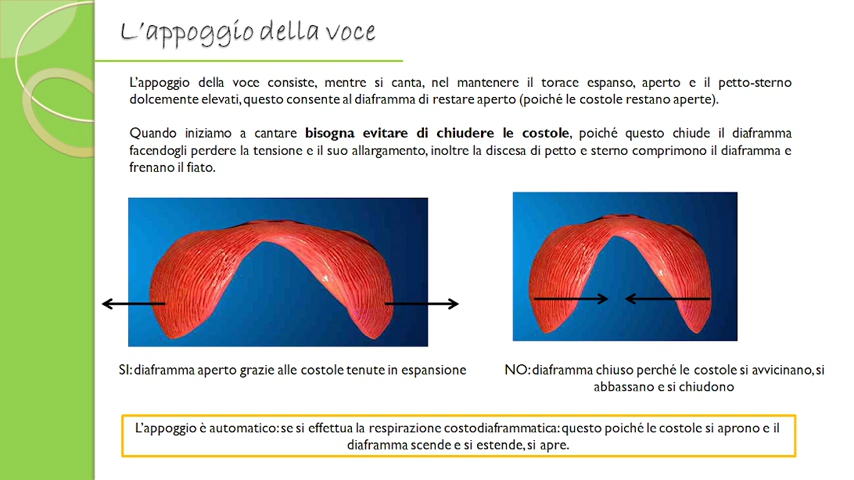 L'appoggio della voce
L'appoggio della voce consiste, mentre si canta, nel mantenere il torace espanso, aperto e il petto-sterno
dolcemente elevati, questo consente al diaframma di restare aperto (poiché le costole restano aperte).
Quando iniziamo a cantare bisogna evitare di chiudere le costole, poiché questo chiude il diaframma
facendogli perdere la tensione e il suo allargamento, inoltre la discesa di petto e sterno comprimono il diaframma e
frenano il fiato.
SI: diaframma aperto grazie alle costole tenute in espansione
NO: diaframma chiuso perché le costole si avvicinano, si
abbassano e si chiudono
L'appoggio è automatico: se si effettua la respirazione costodiaframmatica: questo poiché le costole si aprono e il
diaframma scende e si estende, si apre.